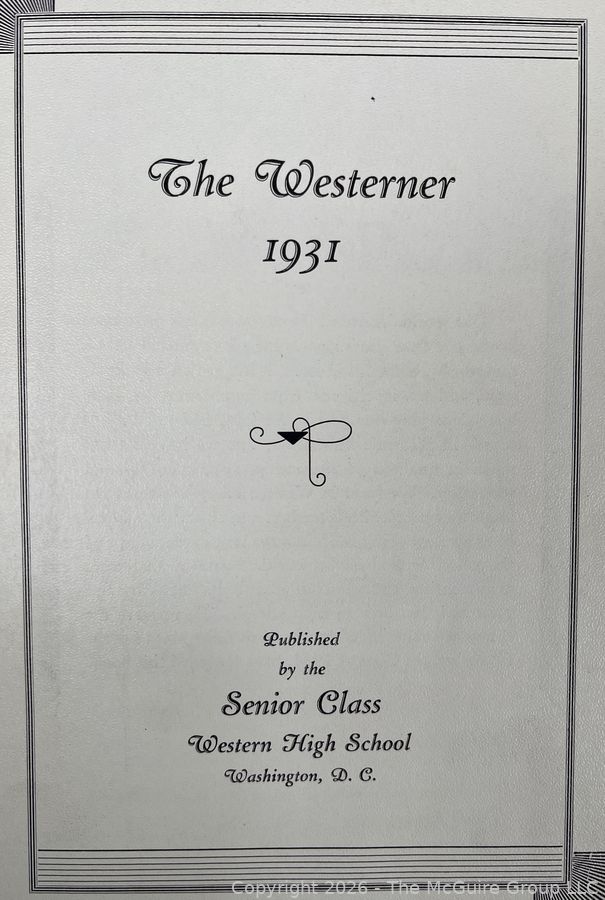 The Westerner
1931
Published
by the
Senior Class
Western High School
Washington, D. C.
Copyright 2026 - The McGuire Group LLC